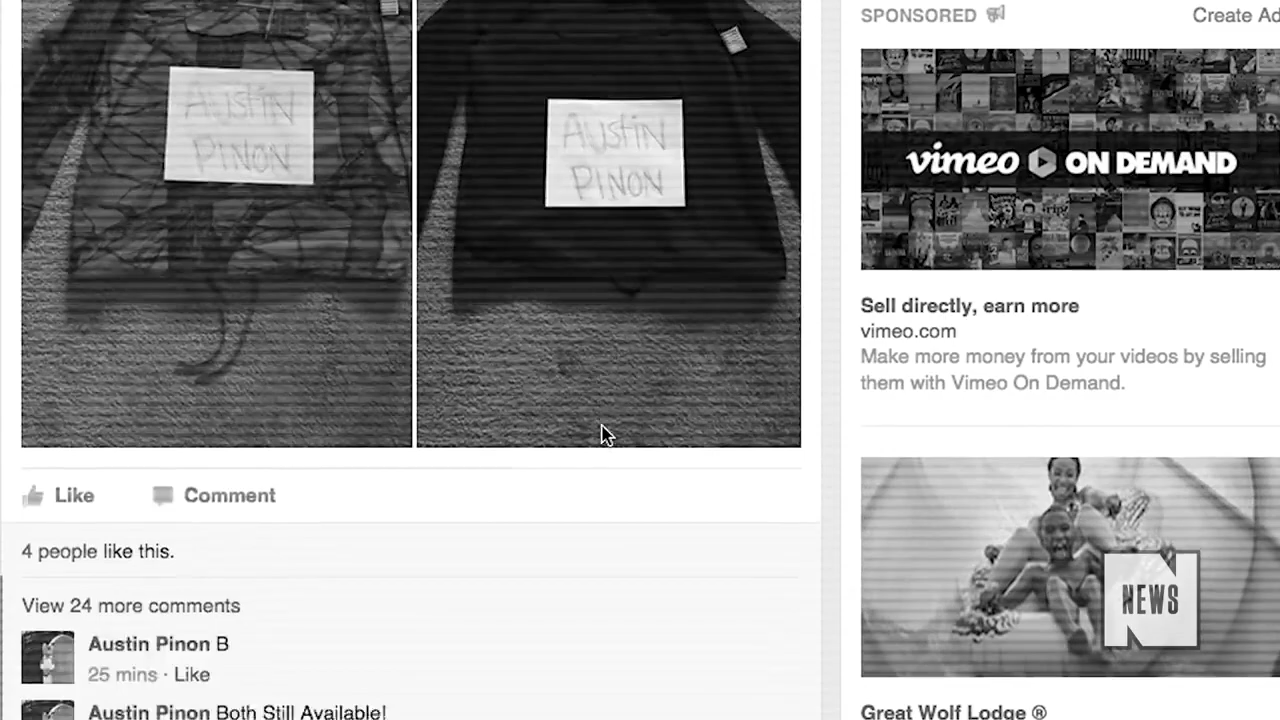 AUSTIN
PINON
AUSTIN
PINON
Like
Comment
4 people like this.
View 24 more comments
Austin Pinon B
25 mins · Like
Austin Pinon Both Still Available!
SPONSORED
Create Ad
vimeo ON DEMAND
Sell directly, earn more
vimeo.com
Make more money from your videos by selling
them with Vimeo On Demand.
NEWS
Great Wolf Lodge ®